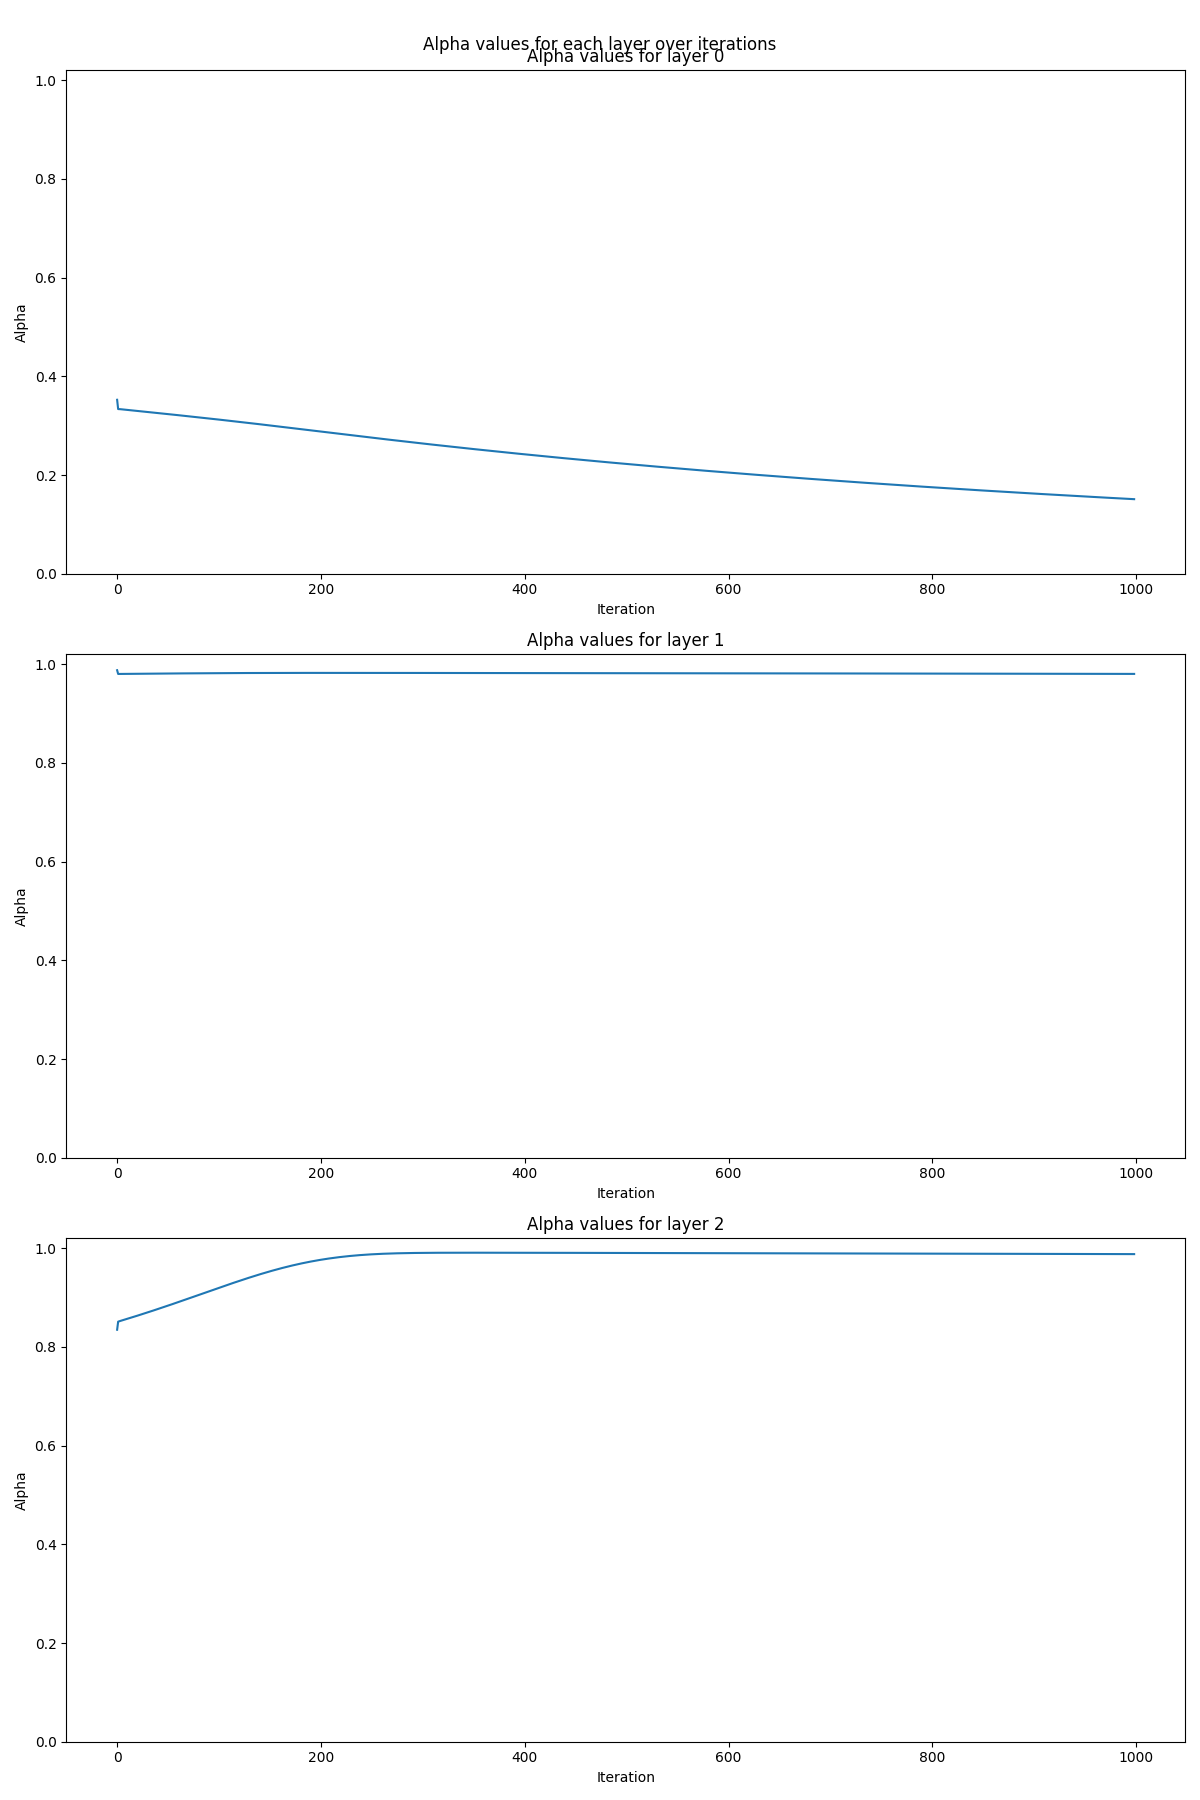 Alpha values for each layer over iterations
Alpha values for layer 0
1.0
0.8
0.6
0.4
0.2
0.0
Alpha
0 200 400 600 800 1000
Iteration
Alpha values for layer 1
1.0
0.8
0.6
0.4
0.2
0.0
Alpha
0 200 400 600 800 1000
Iteration
Alpha values for layer 2
1.0
0.8
0.6
0.4
0.2
0.0
Alpha
0 200 400 600 800 1000
Iteration